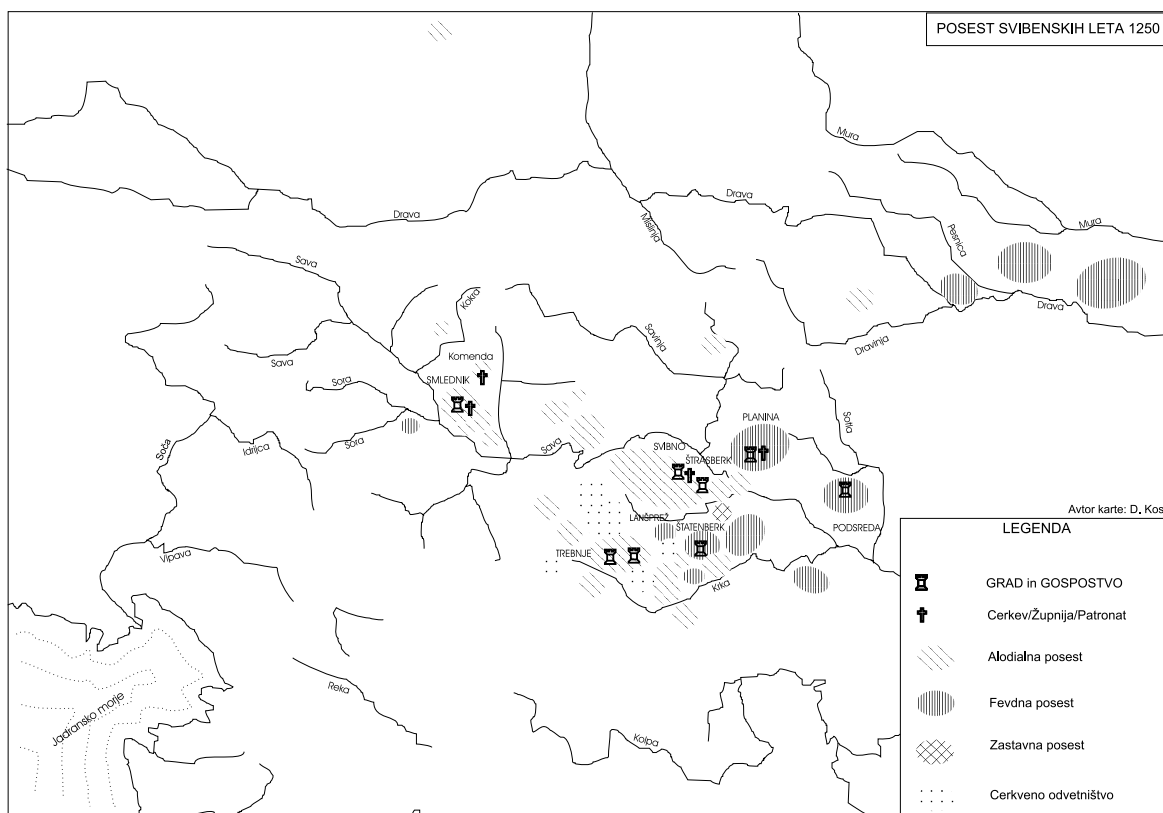 POSEST SVIBENSKIH LETA 1250
Mura
Drava
Drava
Mislinja
Pesnica
Mura
Sava
Kokra
Drava
Savinja
Dravinja
Komenda
Sava
Sora
SMLEDNIK
PLANINA
Sotla
Soča
Idrijca
Sora
Sava
SVIBNO
ŠTRASBERK
LANŠPREŽ
ŠTATENBERK
PODSREDA
TREBNJE
Vipava
Krka
Reka
Jadransko morje
Kolpa
Avtor karte: D. Kos
LEGENDA
GRAD in GOSPOSTVO
Cerkev/Župnija/Patronat
Alodialna posest
Fevdna posest
Zastavna posest
Cerkveno odvetništvo